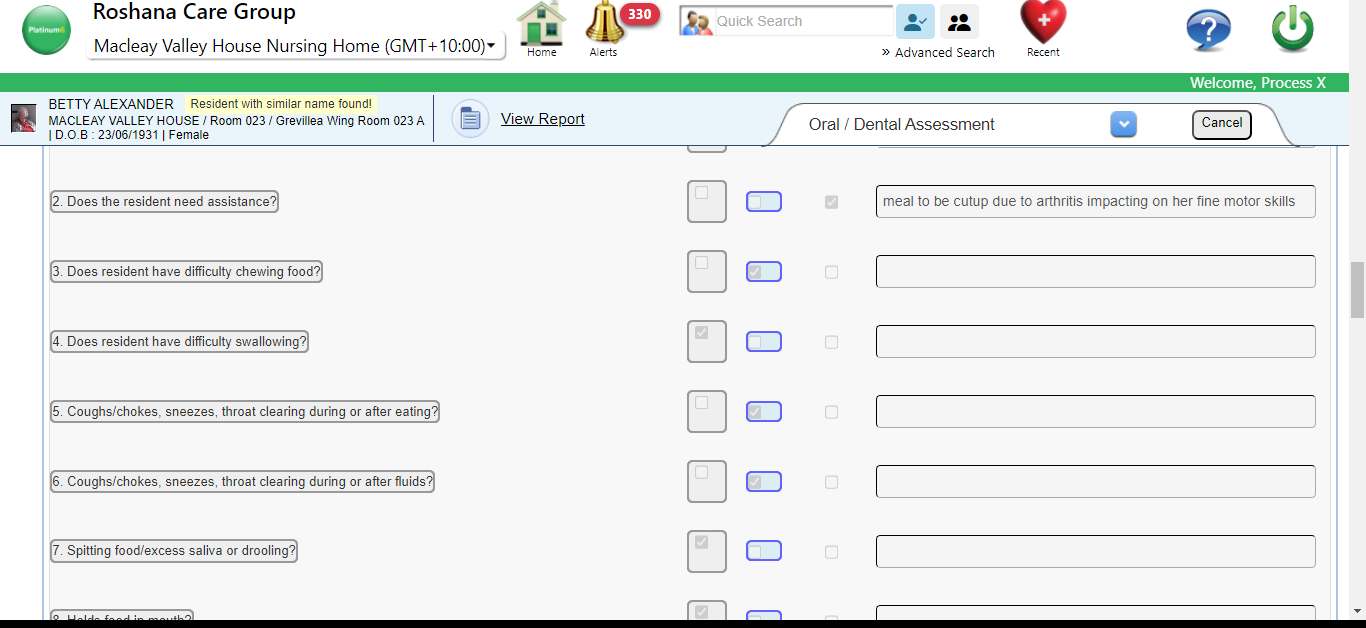 Platinum6
Roshana Care Group
Macleay Valley House Nursing Home (GMT+10:00)
Home
330
Alerts
Quick Search
» Advanced Search
Recent
Welcome, Process X
BETTY ALEXANDER Resident with similar name found!
MACLEAY VALLEY HOUSE / Room 023 / Grevillea Wing Room 023 A
| D.O.B : 23/06/1931 | Female
View Report
Oral / Dental Assessment
Cancel
2. Does the resident need assistance?
meal to be cutup due to arthritis impacting on her fine motor skills
3. Does resident have difficulty chewing food?
4. Does resident have difficulty swallowing?
5. Coughs/chokes, sneezes, throat clearing during or after eating?
6. Coughs/chokes, sneezes, throat clearing during or after fluids?
7. Spitting food/excess saliva or drooling?
8. Holds food in mouth?